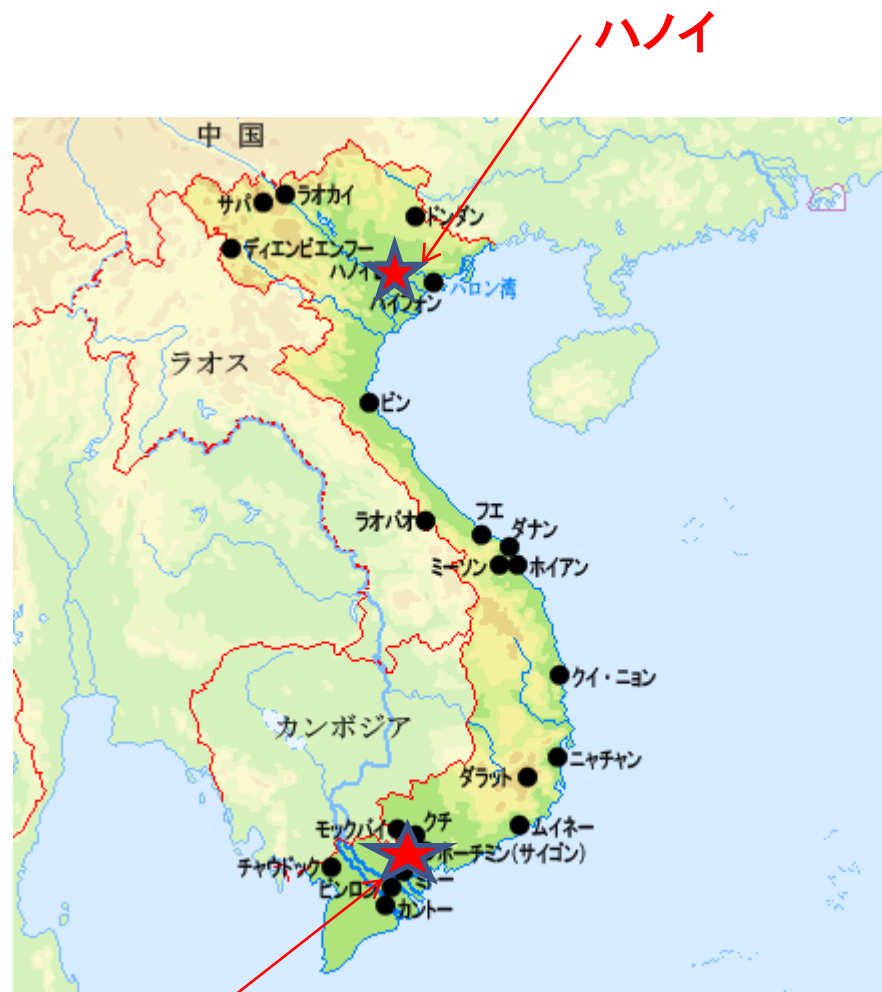 ハノイ
中 国
サパ
ラオカイ
ドンダン
ディエンビエンフー
ハノイ
ハロン湾
ハイフォン
ラオス
ビン
ラオバオ
フエ
ダナン
ミーソン
ホイアン
クイ・ニョン
カンボジア
ニャチャン
ダラット
モックバイ
クチ
ムイネー
ホーチミン(サイゴン)
チャウドック
ミトー
ビンロン
カントー